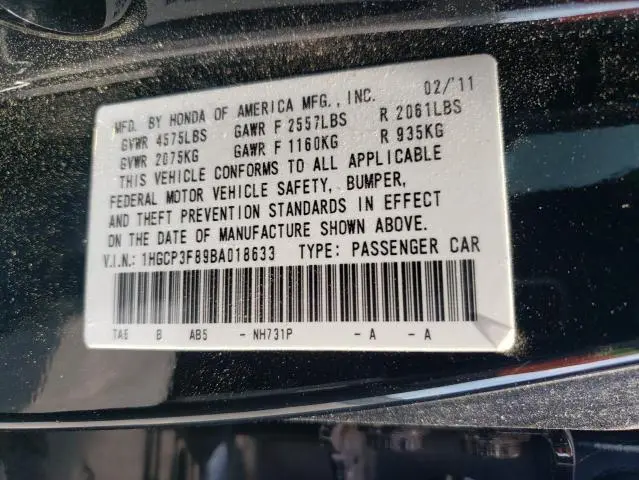 MFD. BY HONDA OF AMERICA MFG., INC. 02/'11
GVWR 4575LBS GAWR F 2557LBS R 2061LBS
GVWR 2075KG GAWR F 1160KG R 935KG
THIS VEHICLE CONFORMS TO ALL APPLICABLE
FEDERAL MOTOR VEHICLE SAFETY, BUMPER,
AND THEFT PREVENTION STANDARDS IN EFFECT
ON THE DATE OF MANUFACTURE SHOWN ABOVE.
V.I.N.: 1HGCP3F89BA018633 TYPE: PASSENGER CAR
TA6 B AB5 - NH731P - A - A